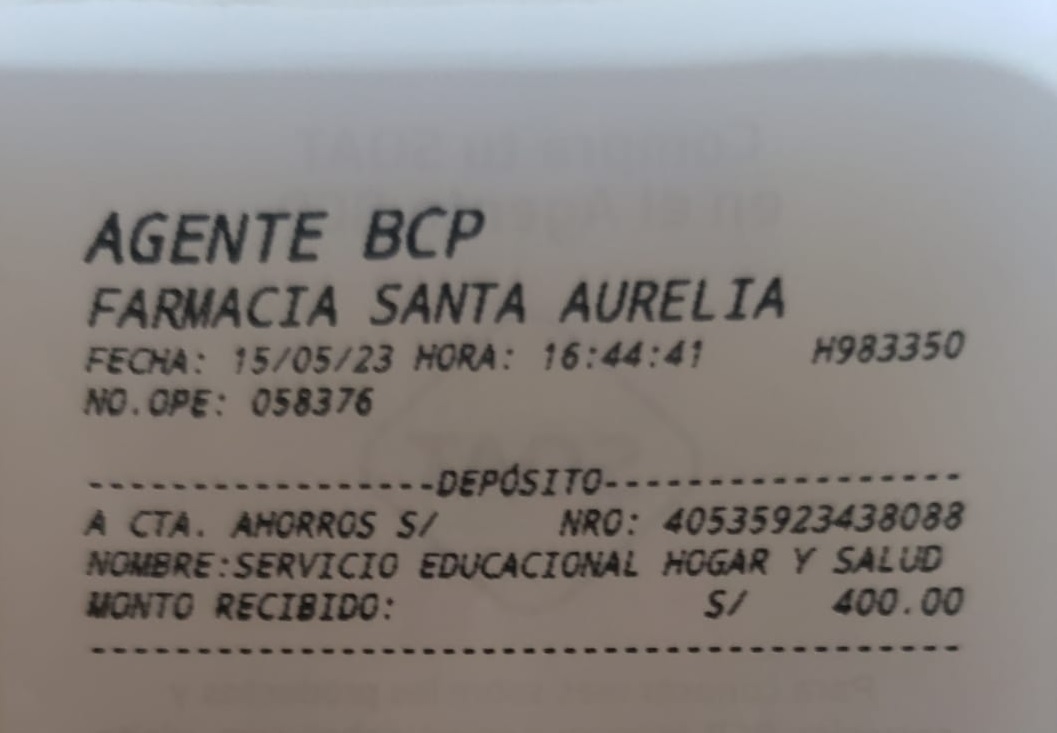 AGENTE BCP
FARMACIA SANTA AURELIA
FECHA: 15/05/23 HORA: 16:44:41 H983350
NO.OPE: 058376
-----------------DEPÓSITO-----------------
A CTA. AHORROS S/ NRO: 40535923438088
NOMBRE:SERVICIO EDUCACIONAL HOGAR Y SALUD
MONTO RECIBIDO: S/ 400.00
-------------------------------------------